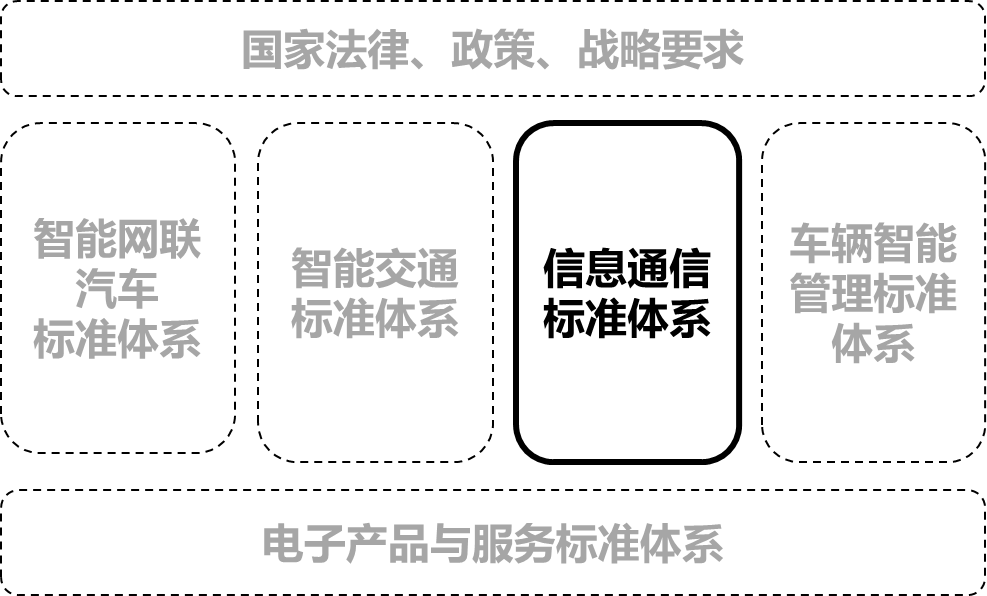 国家法律、政策、战略要求
智能网联
汽车
标准体系
智能交通
标准体系
信息通信
标准体系
车辆智能
管理标准
体系
电子产品与服务标准体系